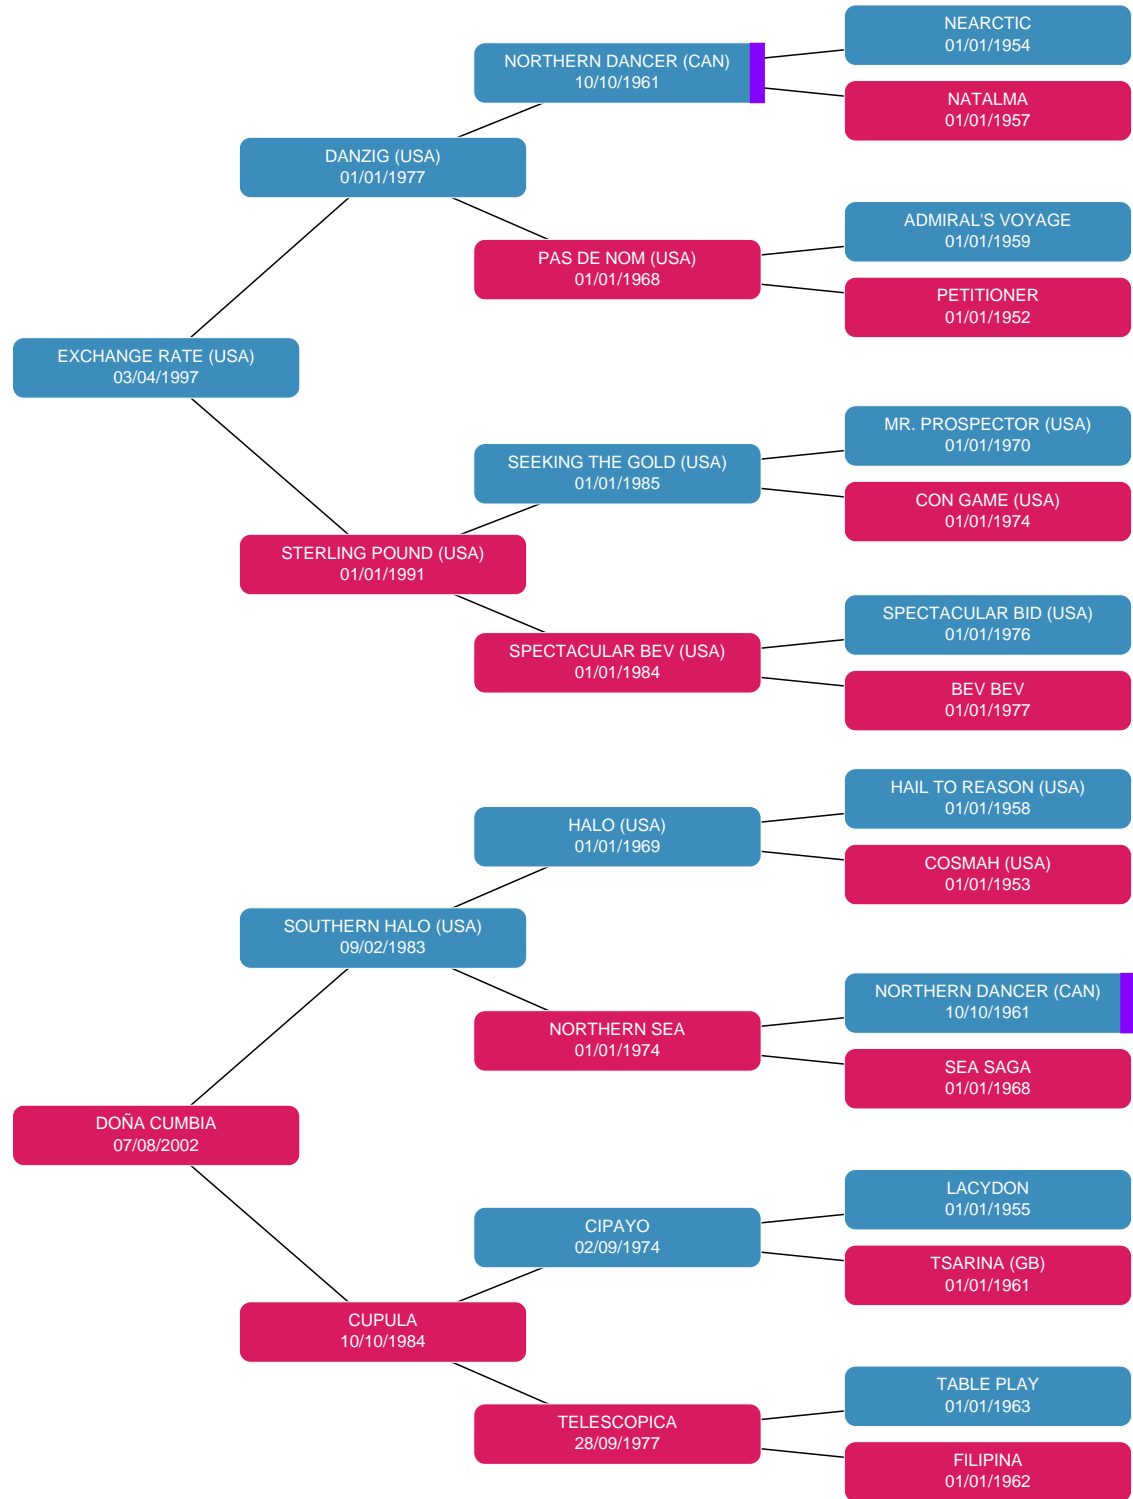 NEARCTIC
01/01/1954
NORTHERN DANCER (CAN)
10/10/1961
NATALMA
01/01/1957
DANZIG (USA)
01/01/1977
ADMIRAL'S VOYAGE
01/01/1959
PAS DE NOM (USA)
01/01/1968
PETITIONER
01/01/1952
EXCHANGE RATE (USA)
03/04/1997
MR. PROSPECTOR (USA)
01/01/1970
SEEKING THE GOLD (USA)
01/01/1985
CON GAME (USA)
01/01/1974
STERLING POUND (USA)
01/01/1991
SPECTACULAR BID (USA)
01/01/1976
SPECTACULAR BEV (USA)
01/01/1984
BEV BEV
01/01/1977
HAIL TO REASON (USA)
01/01/1958
HALO (USA)
01/01/1969
COSMAH (USA)
01/01/1953
SOUTHERN HALO (USA)
09/02/1983
NORTHERN DANCER (CAN)
10/10/1961
NORTHERN SEA
01/01/1974
SEA SAGA
01/01/1968
DOÑA CUMBIA
07/08/2002
LACYDON
01/01/1955
CIPAYO
02/09/1974
TSARINA (GB)
01/01/1961
CUPULA
10/10/1984
TABLE PLAY
01/01/1963
TELESCOPICA
28/09/1977
FILIPINA
01/01/1962